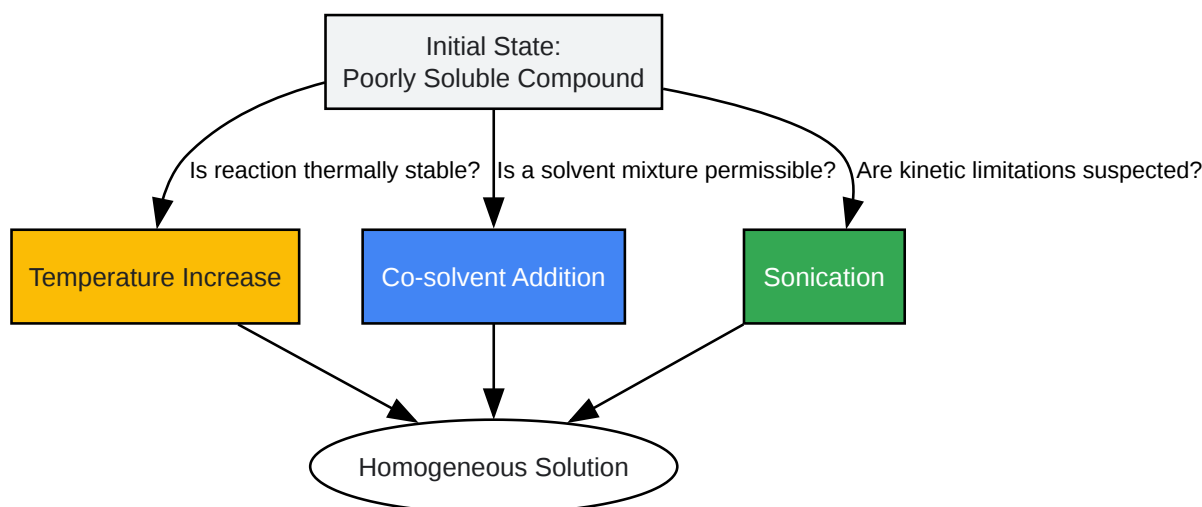 Initial State:
Poorly Soluble Compound
Is reaction thermally stable?
Is a solvent mixture permissible?
Are kinetic limitations suspected?
Temperature Increase
Co-solvent Addition
Sonication
Homogeneous Solution